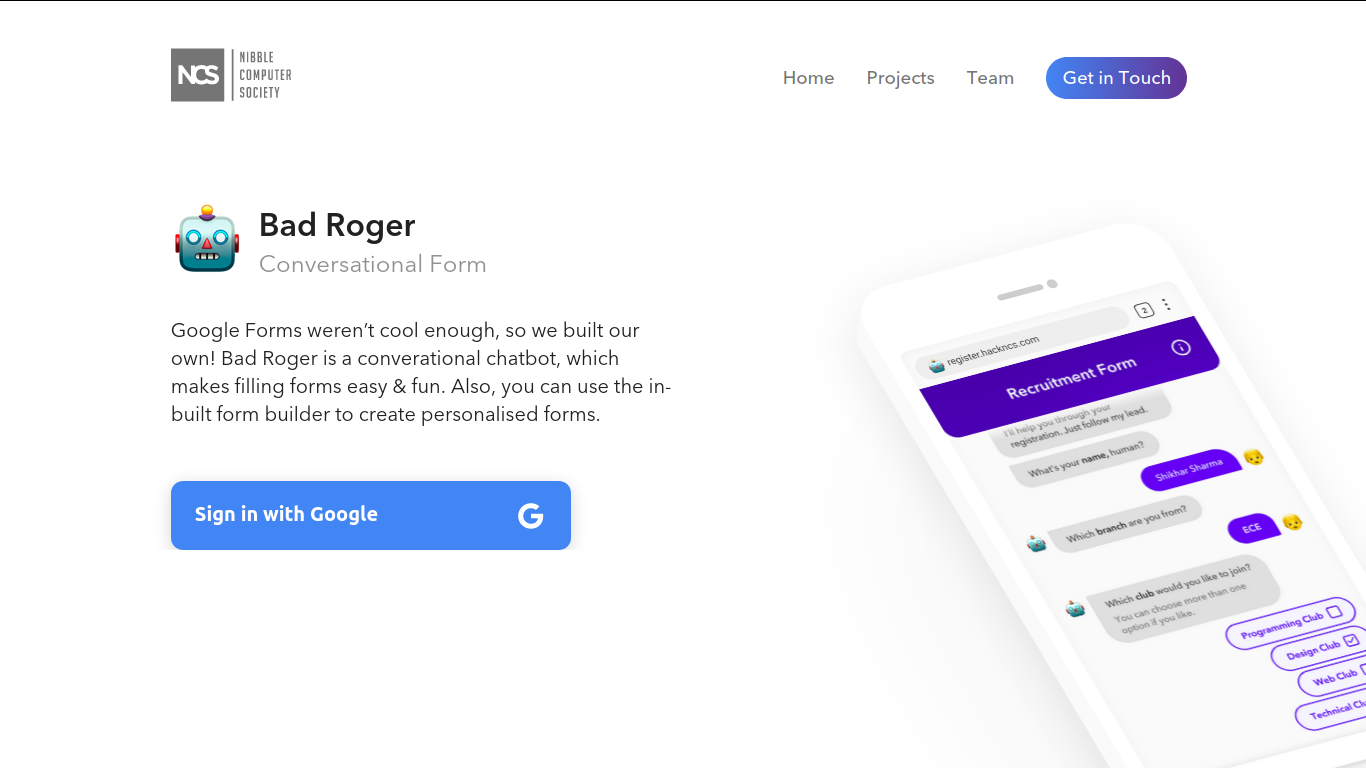 NCS
NIBBLE
COMPUTER
SOCIETY
Home
Projects
Team
Get in Touch
Bad Roger
Conversational Form
Google Forms weren’t cool enough, so we built our
own! Bad Roger is a converational chatbot, which
makes filling forms easy & fun. Also, you can use the in-
built form builder to create personalised forms.
Sign in with Google
G
2
register.hackncs.com
Recruitment Form
I'll help you through your
registration. Just follow my lead.
What's your name, human?
Shikhar Sharma
Which branch are you from?
ECE
Which club would you like to join?
You can choose more than one
option if you like.
Programming Club
Design Club
Web Club
Technical Clu